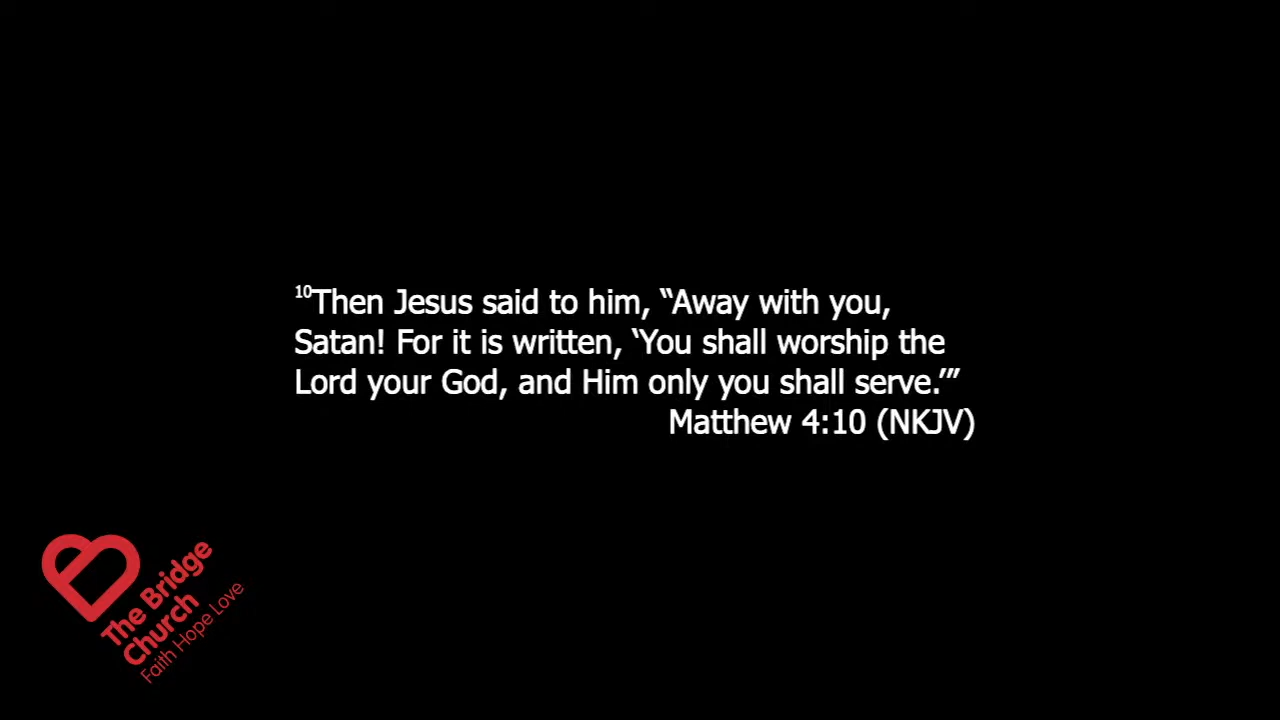 ¹⁰Then Jesus said to him, “Away with you,
Satan! For it is written, ‘You shall worship the
Lord your God, and Him only you shall serve.’”
Matthew 4:10 (NKJV)
The Bridge
Church
Faith Hope Love